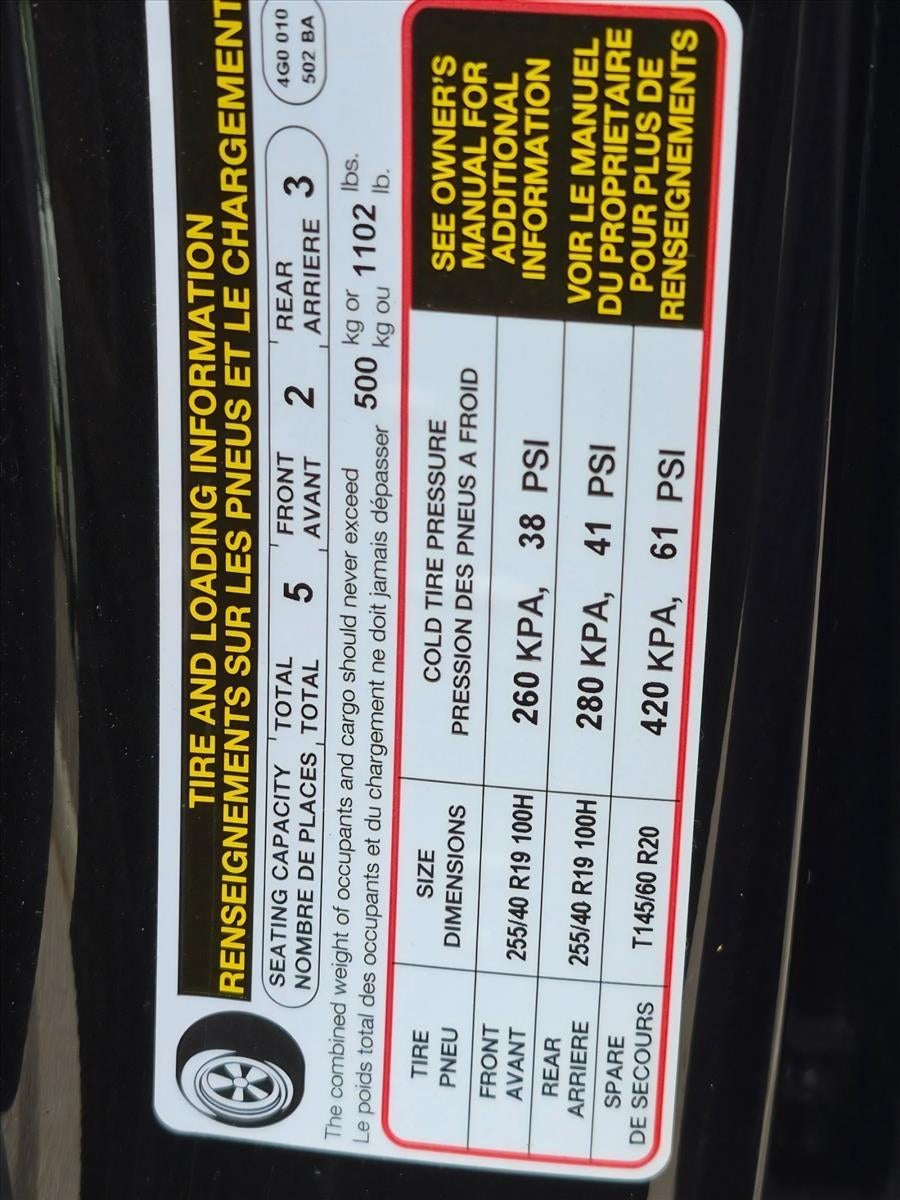 TIRE AND LOADING INFORMATION
RENSEIGNEMENTS SUR LES PNEUS ET LE CHARGEMENT
SEATING CAPACITY TOTAL 5 FRONT 2 REAR 3
NOMBRE DE PLACES TOTAL AVANT ARRIERE
4G0 010
502 BA
The combined weight of occupants and cargo should never exceed 500 kg or 1102 lbs.
Le poids total des occupants et du chargement ne doit jamais dépasser kg ou lb.
TIRE SIZE COLD TIRE PRESSURE
PNEU DIMENSIONS PRESSION DES PNEUS A FROID
FRONT
AVANT 255/40 R19 100H 260 KPA, 38 PSI
REAR
ARRIERE 255/40 R19 100H 280 KPA, 41 PSI
SPARE
DE SECOURS T145/60 R20 420 KPA, 61 PSI
SEE OWNER'S
MANUAL FOR
ADDITIONAL
INFORMATION
VOIR LE MANUEL
DU PROPRIETAIRE
POUR PLUS DE
RENSEIGNEMENTS